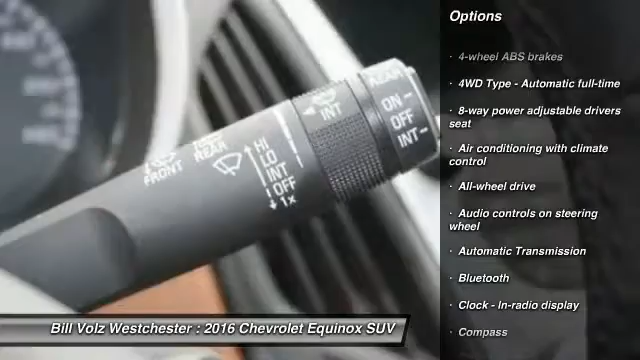 Options
· 4-wheel ABS brakes
· 4WD Type - Automatic full-time
· 8-way power adjustable drivers
seat
· Air conditioning with climate
control
· All-wheel drive
· Audio controls on steering
wheel
· Automatic Transmission
· Bluetooth
· Clock - In-radio display
· Compass
REAR
ON
OFF
INT
INT
FRONT
REAR
HI
LO
INT
OFF
1x
Bill Volz Westchester : 2016 Chevrolet Equinox SUV